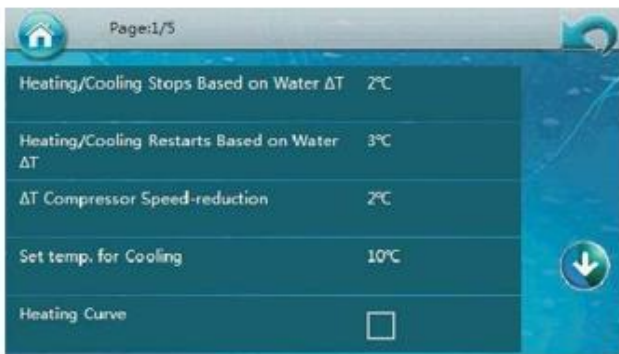 Page:1/5
Heating/Cooling Stops Based on Water ΔT 2℃
Heating/Cooling Restarts Based on Water 3℃
ΔT
ΔT Compressor Speed-reduction 2℃
Set temp. for Cooling 10℃
Heating Curve